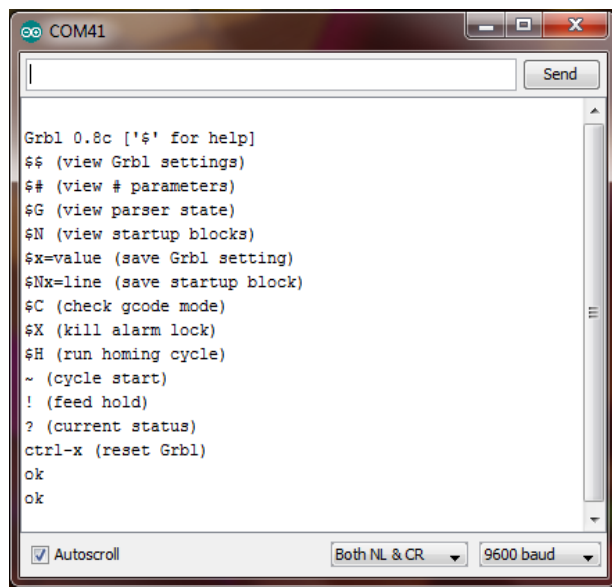 COM41
Send
Grbl 0.8c ['$' for help]
$$ (view Grbl settings)
$# (view # parameters)
$G (view parser state)
$N (view startup blocks)
$x=value (save Grbl setting)
$Nx=line (save startup block)
$C (check gcode mode)
$X (kill alarm lock)
$H (run homing cycle)
~ (cycle start)
! (feed hold)
? (current status)
ctrl-x (reset Grbl)
ok
ok
Autoscroll
Both NL & CR
9600 baud